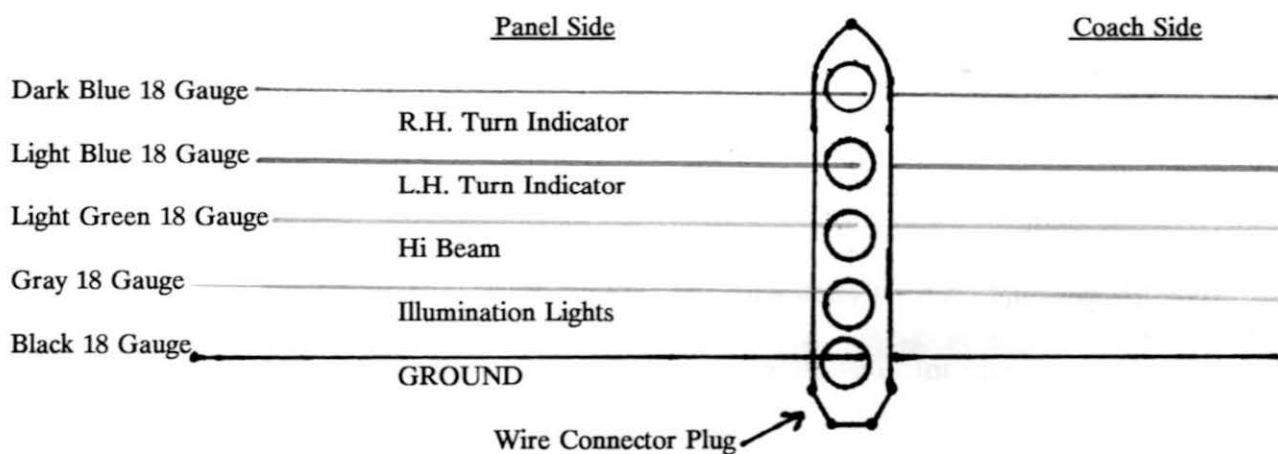 Panel Side
Coach Side
Dark Blue 18 Gauge
R.H. Turn Indicator
Light Blue 18 Gauge
L.H. Turn Indicator
Light Green 18 Gauge
Hi Beam
Gray 18 Gauge
Illumination Lights
Black 18 Gauge
GROUND
Wire Connector Plug